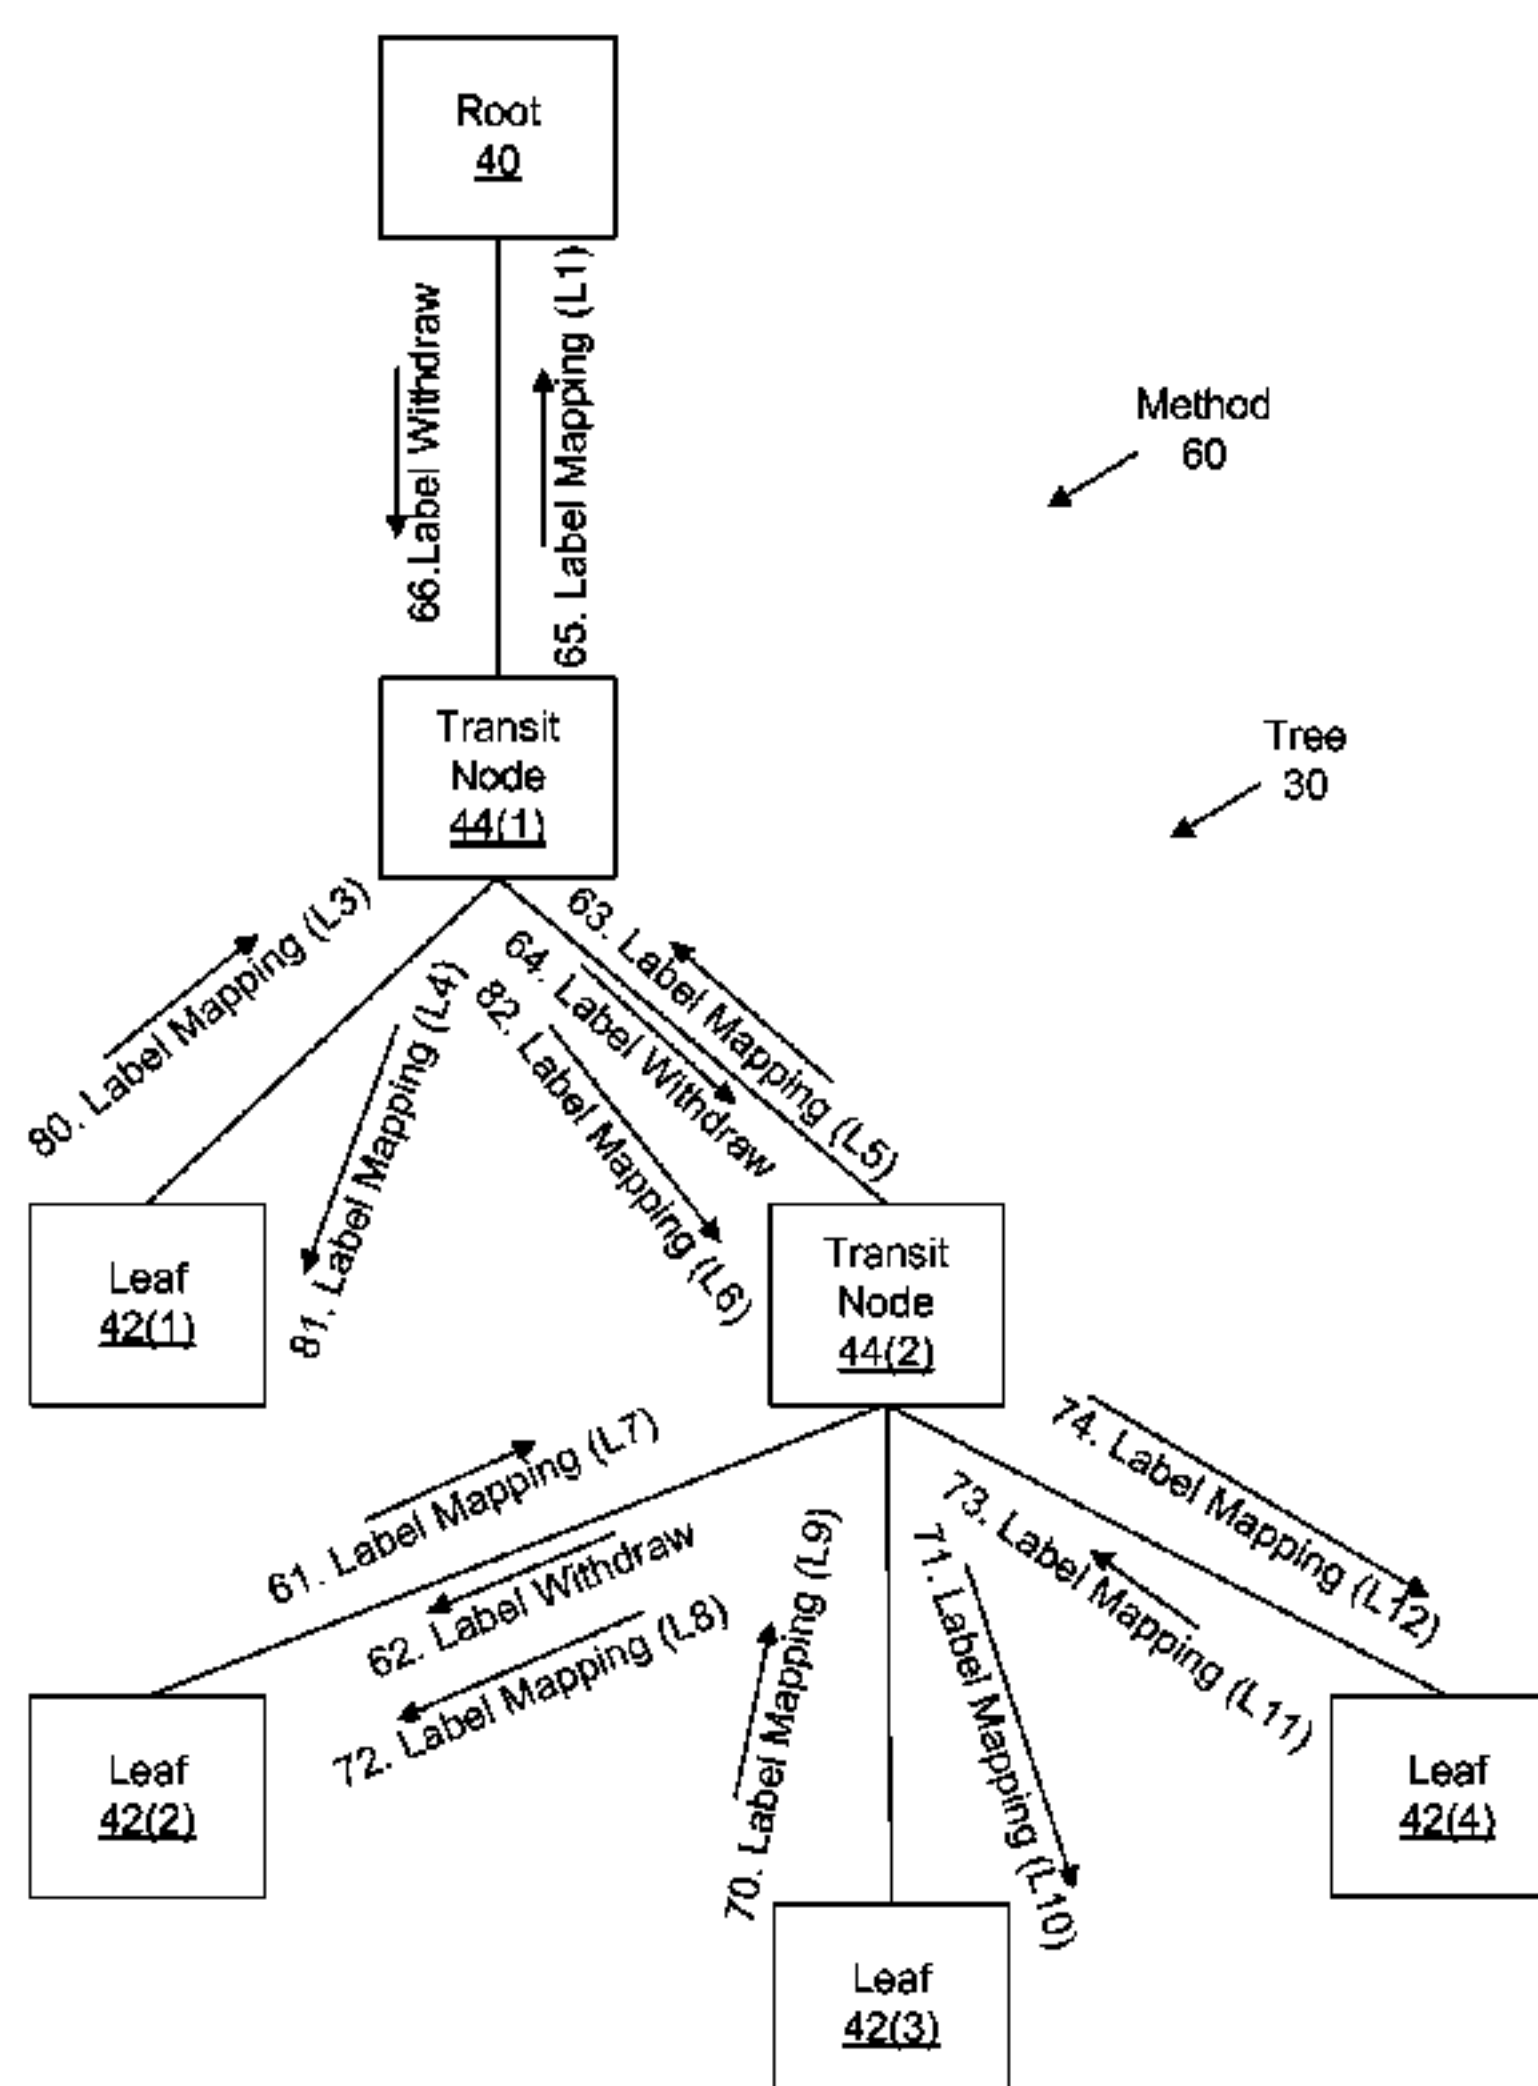 Root
40
66.Label Withdraw
65. Label Mapping (L1)
Method
60
Transit
Node
44(1)
Tree
30
80. Label Mapping (L3)
81. Label Mapping (L4)
82. Label Mapping (L6)
64. Label Withdraw
63. Label Mapping (L5)
Leaf
42(1)
Transit
Node
44(2)
61. Label Mapping (L7)
62. Label Withdraw
72. Label Mapping (L8)
70. Label Mapping (L9)
71. Label Mapping (L10)
73. Label Mapping (L11)
74. Label Mapping (L12)
Leaf
42(2)
Leaf
42(3)
Leaf
42(4)